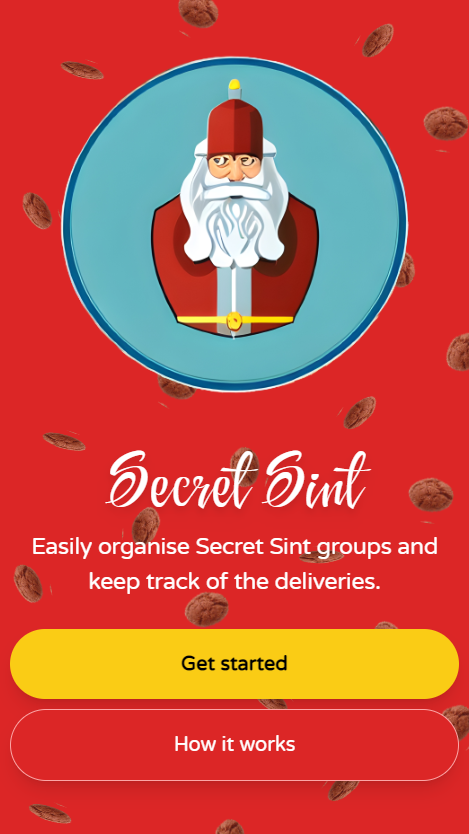 Secret Sint
Easily organise Secret Sint groups and
keep track of the deliveries.
Get started
How it works